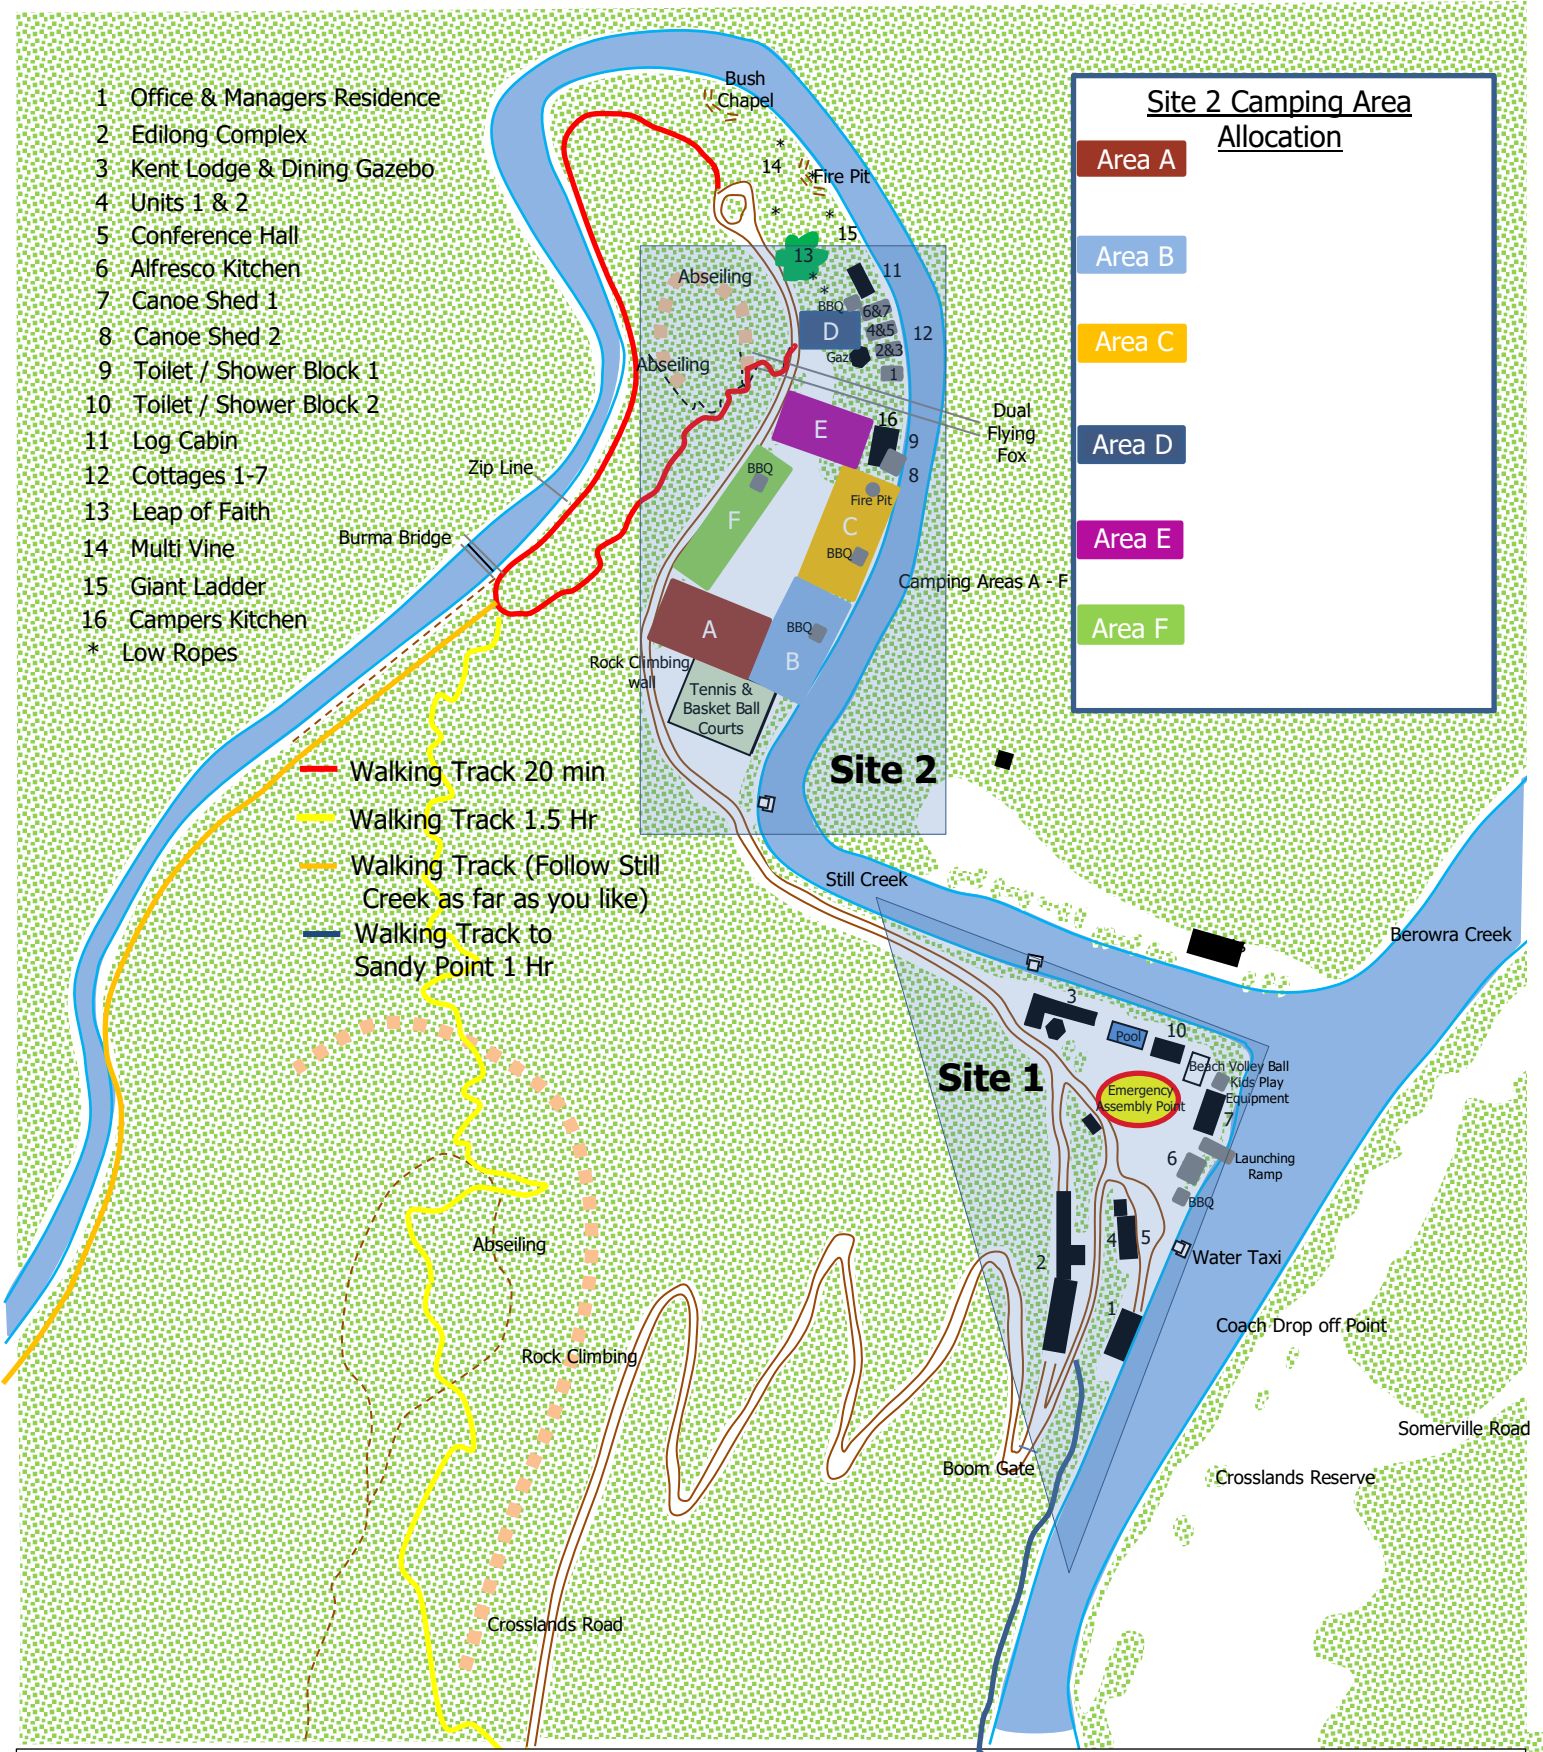 1 Office & Managers Residence
2 Edilong Complex
3 Kent Lodge & Dining Gazebo
4 Units 1 & 2
5 Conference Hall
6 Alfresco Kitchen
7 Canoe Shed 1
8 Canoe Shed 2
9 Toilet / Shower Block 1
10 Toilet / Shower Block 2
11 Log Cabin
12 Cottages 1-7
13 Leap of Faith
14 Multi Vine
15 Giant Ladder
16 Campers Kitchen
* Low Ropes
Site 2 Camping Area
Allocation
Area A
Area B
Area C
Area D
Area E
Area F
Bush
Chapel
*
14
*
Fire Pit
*
*
15
13
*
*
Abseiling
11
BBQ
6&7
D
4&5
12
2&3
Abseiling
1
Dual
Flying
Fox
E
16
9
8
Zip Line
BBQ
Fire Pit
F
C
Burma Bridge
BBQ
Camping Areas A - F
A
BBQ
B
Rock Climbing
wall
Tennis &
Basket Ball
Courts
Site 2
Walking Track 20 min
Walking Track 1.5 Hr
Walking Track (Follow Still
Creek as far as you like)
Walking Track to
Sandy Point 1 Hr
Still Creek
Berowra Creek
3
Pool
10
Site 1
Beach Volley Ball
Kids Play
Equipment
Emergency
Assembly Point
7
6
Launching
Ramp
BBQ
4
5
2
Water Taxi
1
Abseiling
Coach Drop off Point
Rock Climbing
Somerville Road
Boom Gate
Crosslands Reserve
Crosslands Road